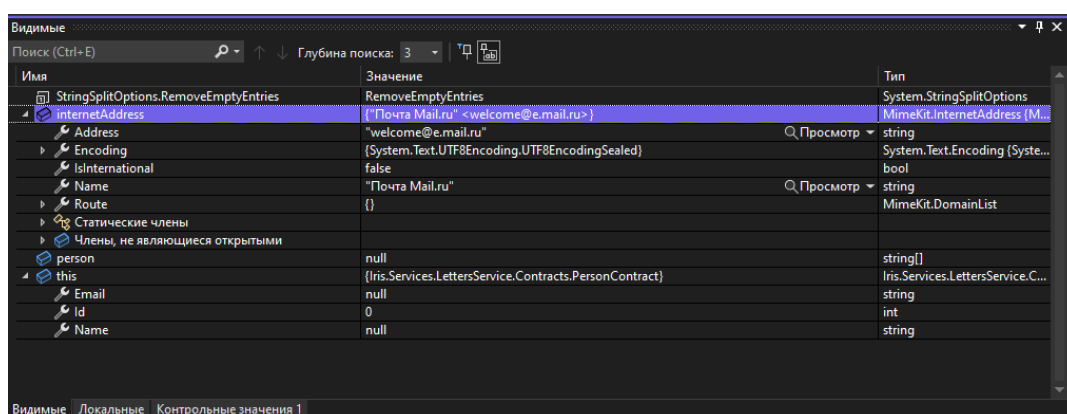 Видимые
Поиск (Ctrl+E) Глубина поиска: 3
Имя Значение Тип
StringSplitOptions.RemoveEmptyEntries RemoveEmptyEntries System.StringSplitOptions
internetAddress {"Почта Mail.ru" <welcome@e.mail.ru>} MimeKit.InternetAddress {M...
Address "welcome@e.mail.ru" Просмотр string
Encoding {System.Text.UTF8Encoding.UTF8EncodingSealed} System.Text.Encoding {Syste...
IsInternational false bool
Name "Почта Mail.ru" Просмотр string
Route {} MimeKit.DomainList
Статические члены
Члены, не являющиеся открытыми
person null string[]
this {Iris.Services.LettersService.Contracts.PersonContract} Iris.Services.LettersService.C...
Email null string
Id 0 int
Name null string
Видимые Локальные Контрольные значения 1